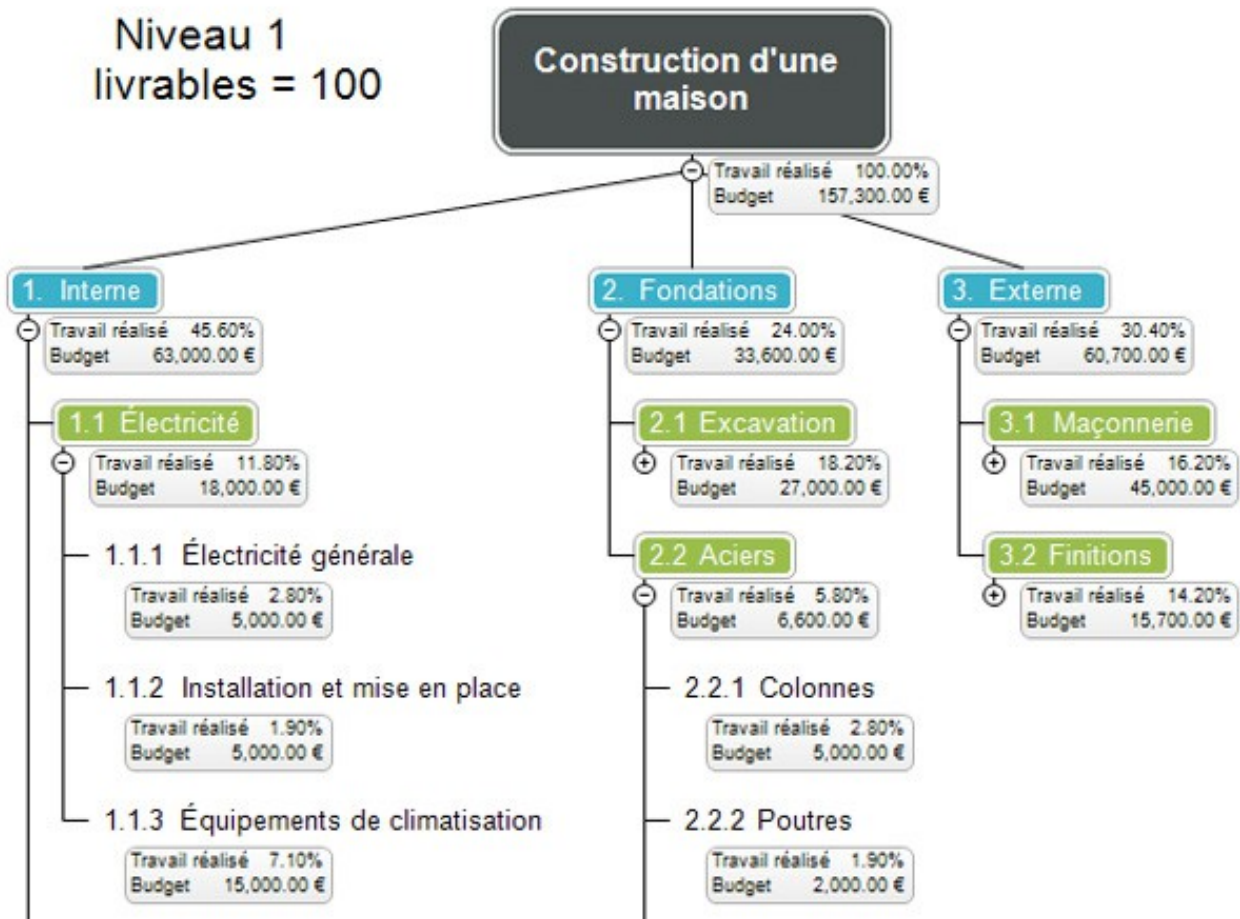 Niveau 1
livrables = 100
Construction d'une
maison
Travail réalisé 100.00%
Budget 157,300.00 €
1. Interne
Travail réalisé 45.60%
Budget 63,000.00 €
1.1 Électricité
Travail réalisé 11.80%
Budget 18,000.00 €
1.1.1 Électricité générale
Travail réalisé 2.80%
Budget 5,000.00 €
1.1.2 Installation et mise en place
Travail réalisé 1.90%
Budget 5,000.00 €
1.1.3 Équipements de climatisation
Travail réalisé 7.10%
Budget 15,000.00 €
2. Fondations
Travail réalisé 24.00%
Budget 33,600.00 €
2.1 Excavation
Travail réalisé 18.20%
Budget 27,000.00 €
2.2 Aciers
Travail réalisé 5.80%
Budget 6,600.00 €
2.2.1 Colonnes
Travail réalisé 2.80%
Budget 5,000.00 €
2.2.2 Poutres
Travail réalisé 1.90%
Budget 2,000.00 €
3. Externe
Travail réalisé 30.40%
Budget 60,700.00 €
3.1 Maçonnerie
Travail réalisé 16.20%
Budget 45,000.00 €
3.2 Finitions
Travail réalisé 14.20%
Budget 15,700.00 €